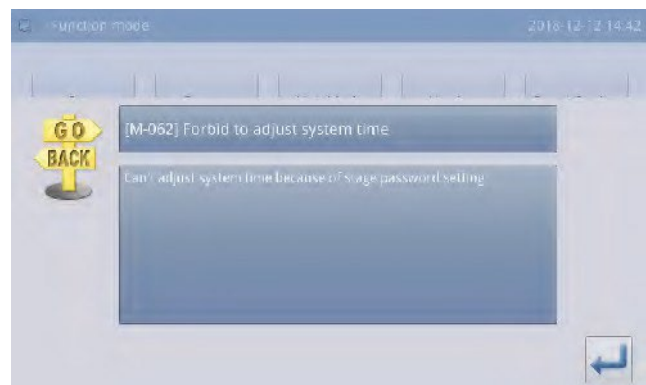 Function mode
2018-12-12 14:42
GO
BACK
[M-062] Forbid to adjust system time
Can't adjust system time because of stage password setting